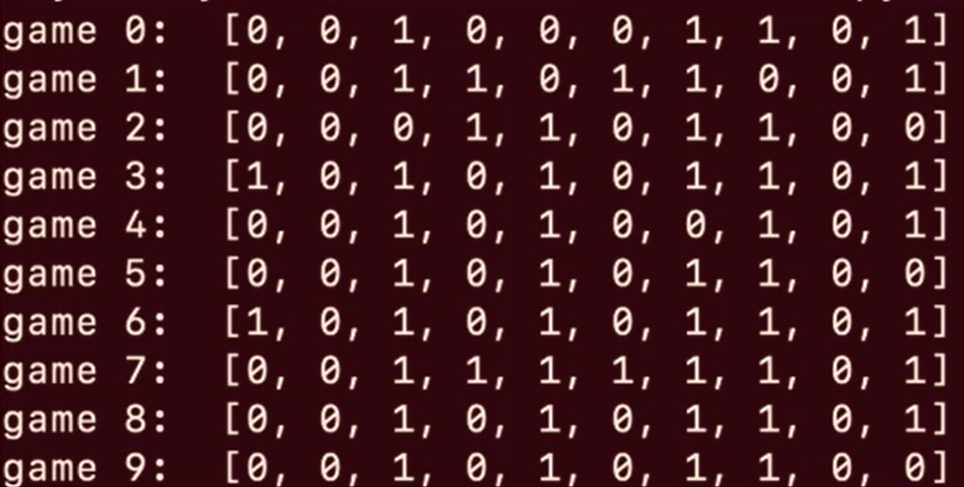 game 0:  [0, 0, 1, 0, 0, 0, 1, 1, 0, 1]
game 1:  [0, 0, 1, 1, 0, 1, 1, 0, 0, 1]
game 2:  [0, 0, 0, 1, 1, 0, 1, 1, 0, 0]
game 3:  [1, 0, 1, 0, 1, 0, 1, 1, 0, 1]
game 4:  [0, 0, 1, 0, 1, 0, 0, 1, 0, 1]
game 5:  [0, 0, 1, 0, 1, 0, 1, 1, 0, 0]
game 6:  [1, 0, 1, 0, 1, 0, 1, 1, 0, 1]
game 7:  [0, 0, 1, 1, 1, 1, 1, 1, 0, 1]
game 8:  [0, 0, 1, 0, 1, 0, 1, 1, 0, 1]
game 9:  [0, 0, 1, 0, 1, 0, 1, 1, 0, 0]